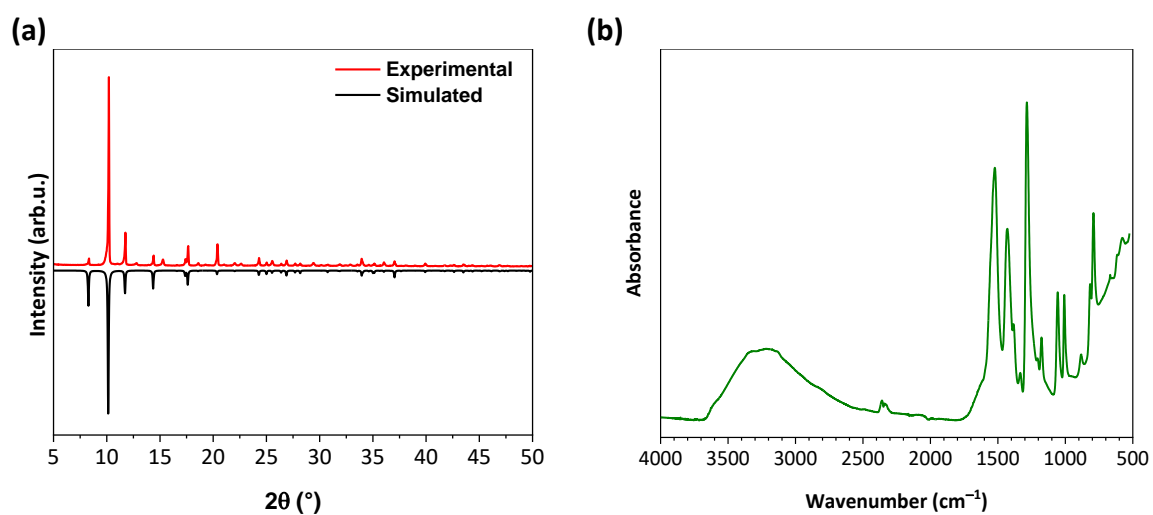 (a)
Experimental
Simulated
Intensity (arb.u.)
5 10 15 20 25 30 35 40 45 50
2θ (°)
(b)
Absorbance
4000 3500 3000 2500 2000 1500 1000 500
Wavenumber (cm⁻¹)